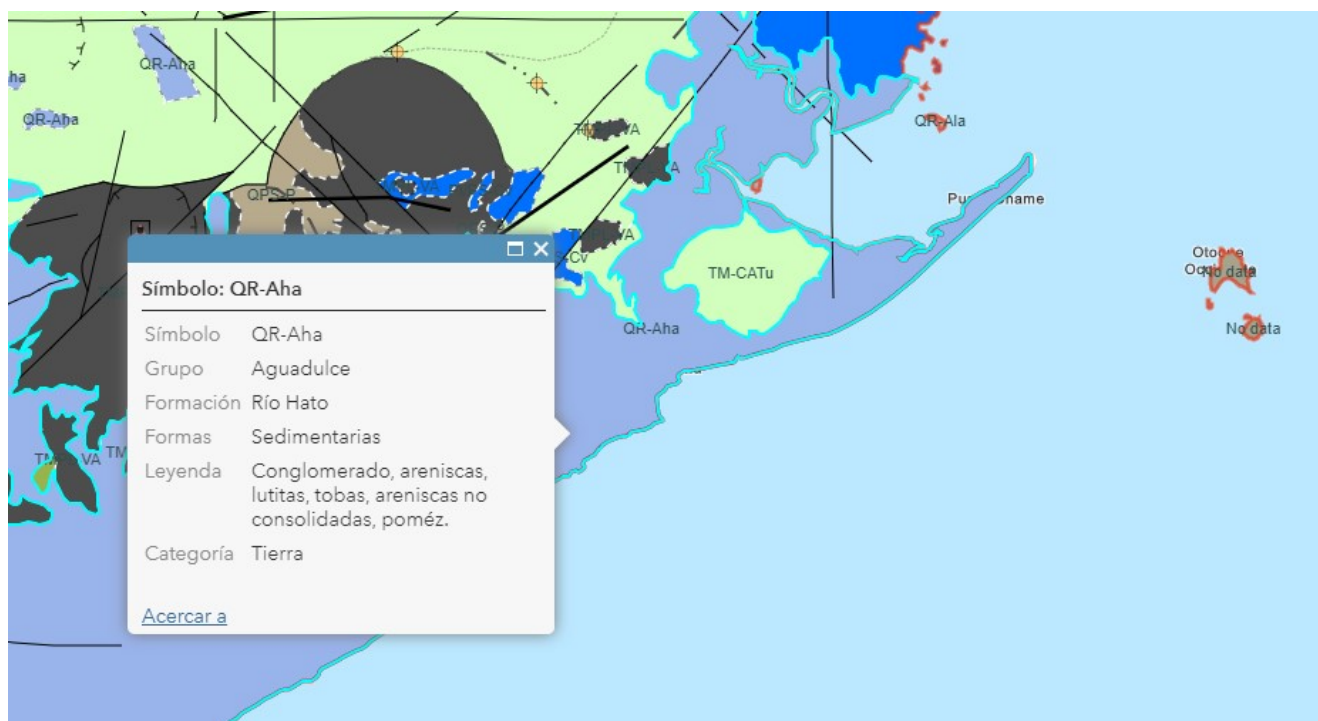 QR-Aha
QR-Aha
QR-Ala
QPS-P
TM-CATu
QR-Aha
No data
No data
Símbolo: QR-Aha
Símbolo QR-Aha
Grupo Aguadulce
Formación Río Hato
Formas Sedimentarias
Leyenda Conglomerado, areniscas,
lutitas, tobas, areniscas no
consolidadas, poméz.
Categoría Tierra
Acercar a